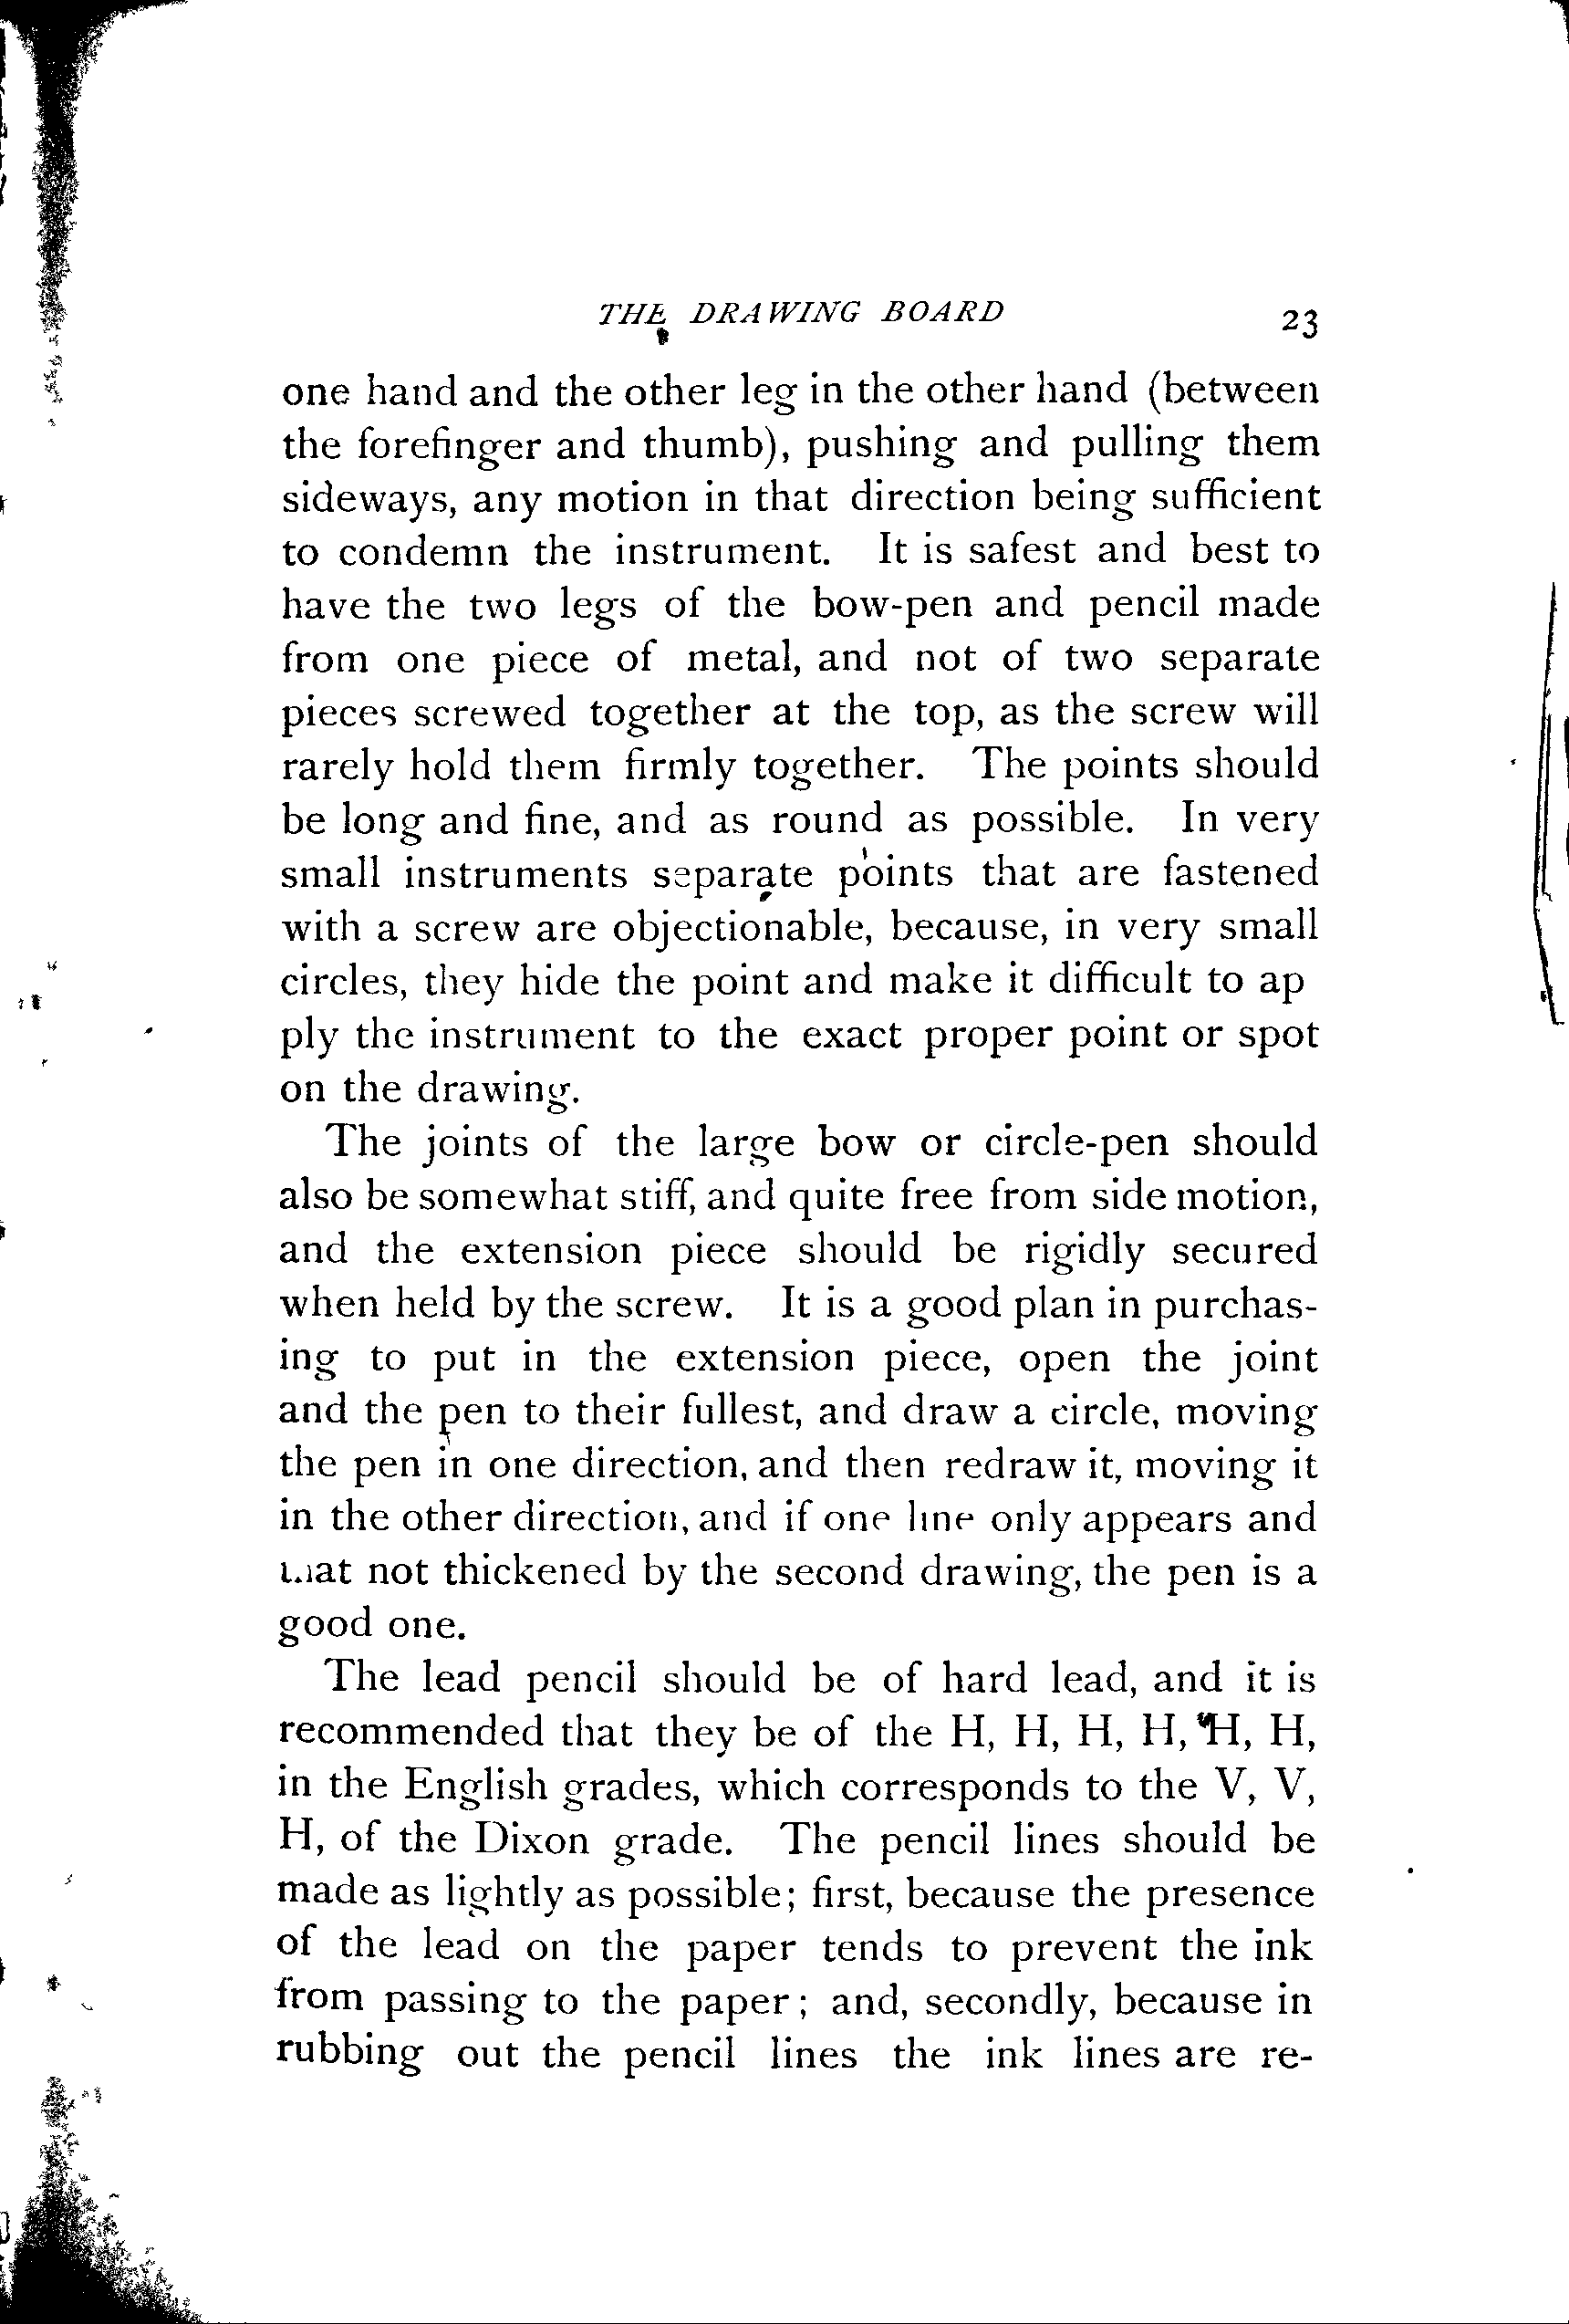 THE DRAWING BOARD 23
one hand and the other leg in the other hand (between
the forefinger and thumb), pushing and pulling them
sideways, any motion in that direction being sufficient
to condemn the instrument. It is safest and best to
have the two legs of the bow-pen and pencil made
from one piece of metal, and not of two separate
pieces screwed together at the top, as the screw will
rarely hold them firmly together. The points should
be long and fine, and as round as possible. In very
small instruments separate points that are fastened
with a screw are objectionable, because, in very small
circles, they hide the point and make it difficult to ap
ply the instrument to the exact proper point or spot
on the drawing.
The joints of the large bow or circle-pen should
also be somewhat stiff, and quite free from side motion,
and the extension piece should be rigidly secured
when held by the screw. It is a good plan in purchas-
ing to put in the extension piece, open the joint
and the pen to their fullest, and draw a circle, moving
the pen in one direction, and then redraw it, moving it
in the other direction, and if one line only appears and
that not thickened by the second drawing, the pen is a
good one.
The lead pencil should be of hard lead, and it is
recommended that they be of the H, H, H, H, H, H,
in the English grades, which corresponds to the V, V,
H, of the Dixon grade. The pencil lines should be
made as lightly as possible; first, because the presence
of the lead on the paper tends to prevent the ink
from passing to the paper; and, secondly, because in
rubbing out the pencil lines the ink lines are re-